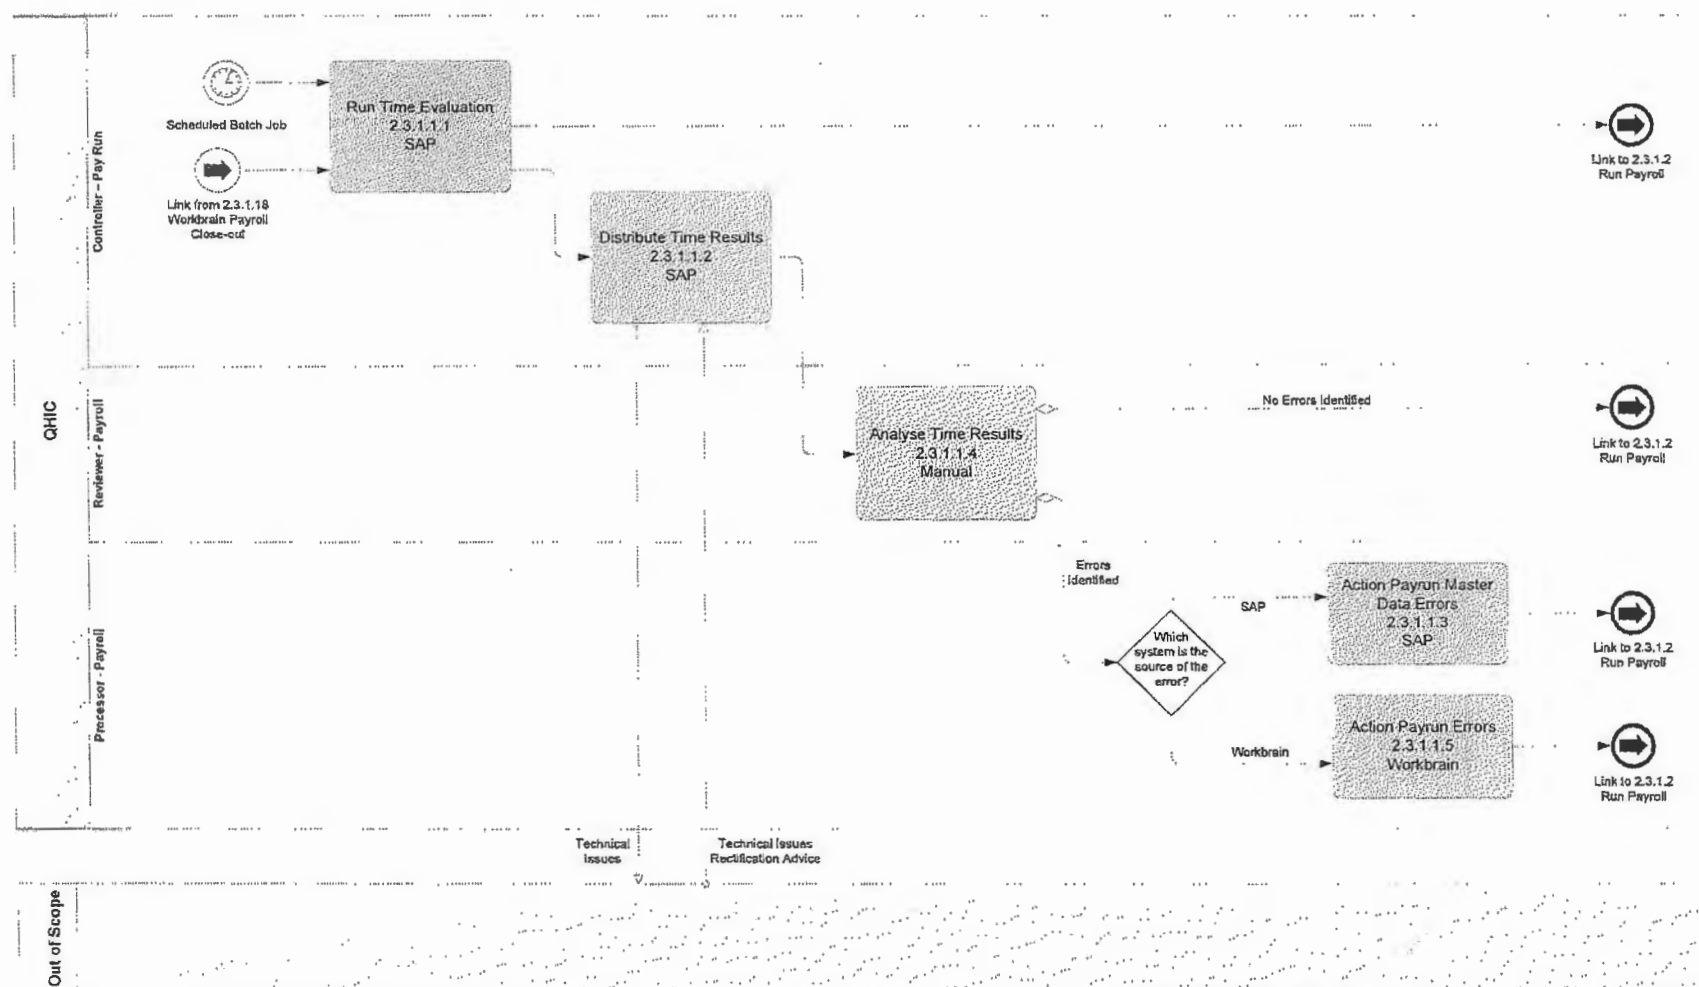 QHIC
Controller – Pay Run
Scheduled Batch Job
Link from 2.3.1.18
Workbrain Payroll
Close-out
Run Time Evaluation
2.3.1.1.1
SAP
Distribute Time Results
2.3.1.1.2
SAP
Link to 2.3.1.2
Run Payroll
Reviewer - Payroll
Analyse Time Results
2.3.1.1.4
Manual
No Errors Identified
Link to 2.3.1.2
Run Payroll
Processor - Payroll
Errors
Identified
Which
system is the
source of the
error?
SAP
Action Payrun Master
Data Errors
2.3.1.1.3
SAP
Link to 2.3.1.2
Run Payroll
Workbrain
Action Payrun Errors
2.3.1.1.5
Workbrain
Link to 2.3.1.2
Run Payroll
Technical
Issues
Technical Issues
Rectification Advice
Out of Scope